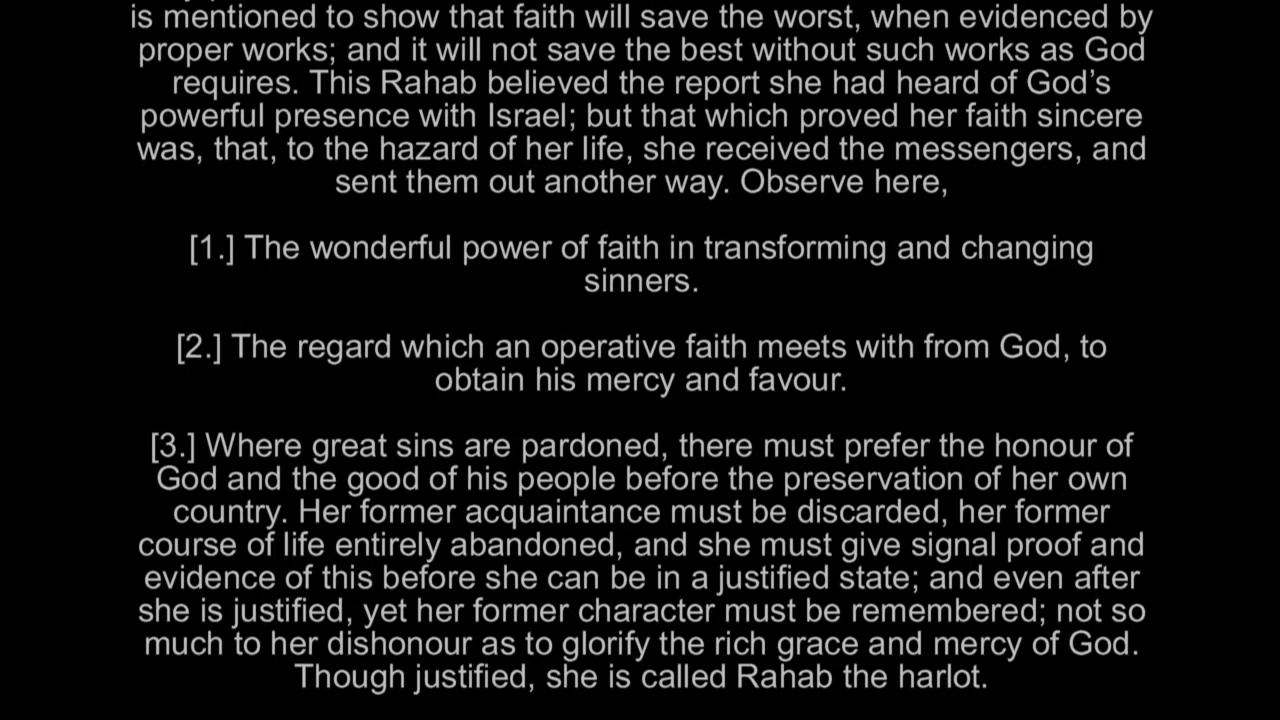 is mentioned to show that faith will save the worst, when evidenced by
proper works; and it will not save the best without such works as God
requires. This Rahab believed the report she had heard of God’s
powerful presence with Israel; but that which proved her faith sincere
was, that, to the hazard of her life, she received the messengers, and
sent them out another way. Observe here,
[1.] The wonderful power of faith in transforming and changing
sinners.
[2.] The regard which an operative faith meets with from God, to
obtain his mercy and favour.
[3.] Where great sins are pardoned, there must prefer the honour of
God and the good of his people before the preservation of her own
country. Her former acquaintance must be discarded, her former
course of life entirely abandoned, and she must give signal proof and
evidence of this before she can be in a justified state; and even after
she is justified, yet her former character must be remembered; not so
much to her dishonour as to glorify the rich grace and mercy of God.
Though justified, she is called Rahab the harlot.